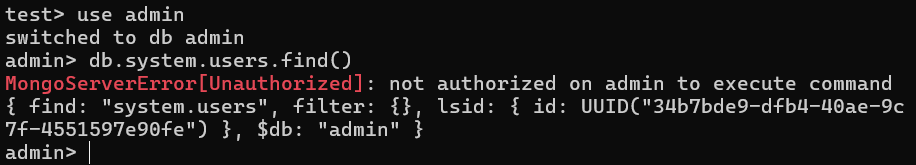 test> use admin
switched to db admin
admin> db.system.users.find()
MongoServerError[Unauthorized]: not authorized on admin to execute command
{ find: "system.users", filter: {}, lsid: { id: UUID("34b7bde9-dfb4-40ae-9c
7f-4551597e90fe") }, $db: "admin" }
admin>